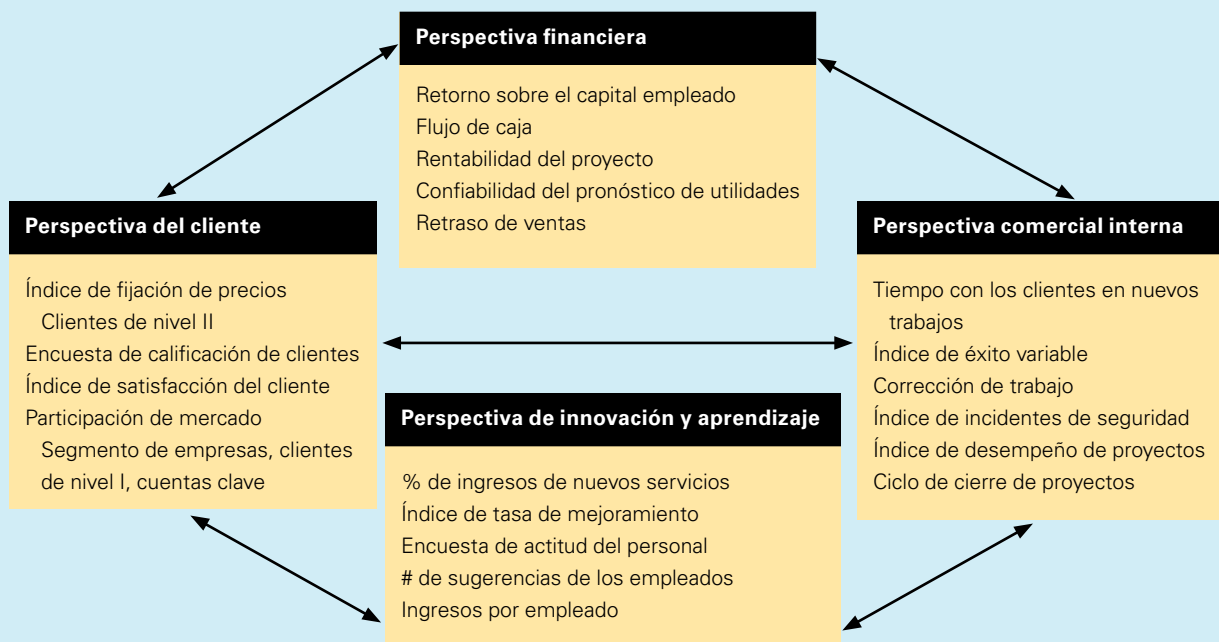 Perspectiva financiera
Retorno sobre el capital empleado
Flujo de caja
Rentabilidad del proyecto
Confiabilidad del pronóstico de utilidades
Retraso de ventas
Perspectiva del cliente
Índice de fijación de precios
Clientes de nivel II
Encuesta de calificación de clientes
Índice de satisfacción del cliente
Participación de mercado
Segmento de empresas, clientes
de nivel I, cuentas clave
Perspectiva comercial interna
Tiempo con los clientes en nuevos
trabajos
Índice de éxito variable
Corrección de trabajo
Índice de incidentes de seguridad
Índice de desempeño de proyectos
Ciclo de cierre de proyectos
Perspectiva de innovación y aprendizaje
% de ingresos de nuevos servicios
Índice de tasa de mejoramiento
Encuesta de actitud del personal
# de sugerencias de los empleados
Ingresos por empleado